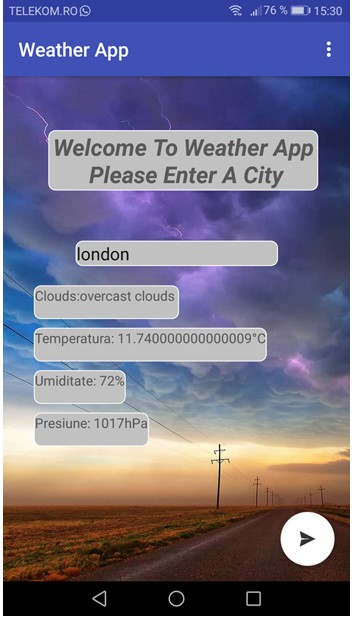 TELEKOM.RO 76 % 15:30
Weather App
Welcome To Weather App
Please Enter A City
london
Clouds:overcast clouds
Temperatura: 11.740000000000009°C
Umiditate: 72%
Presiune: 1017hPa